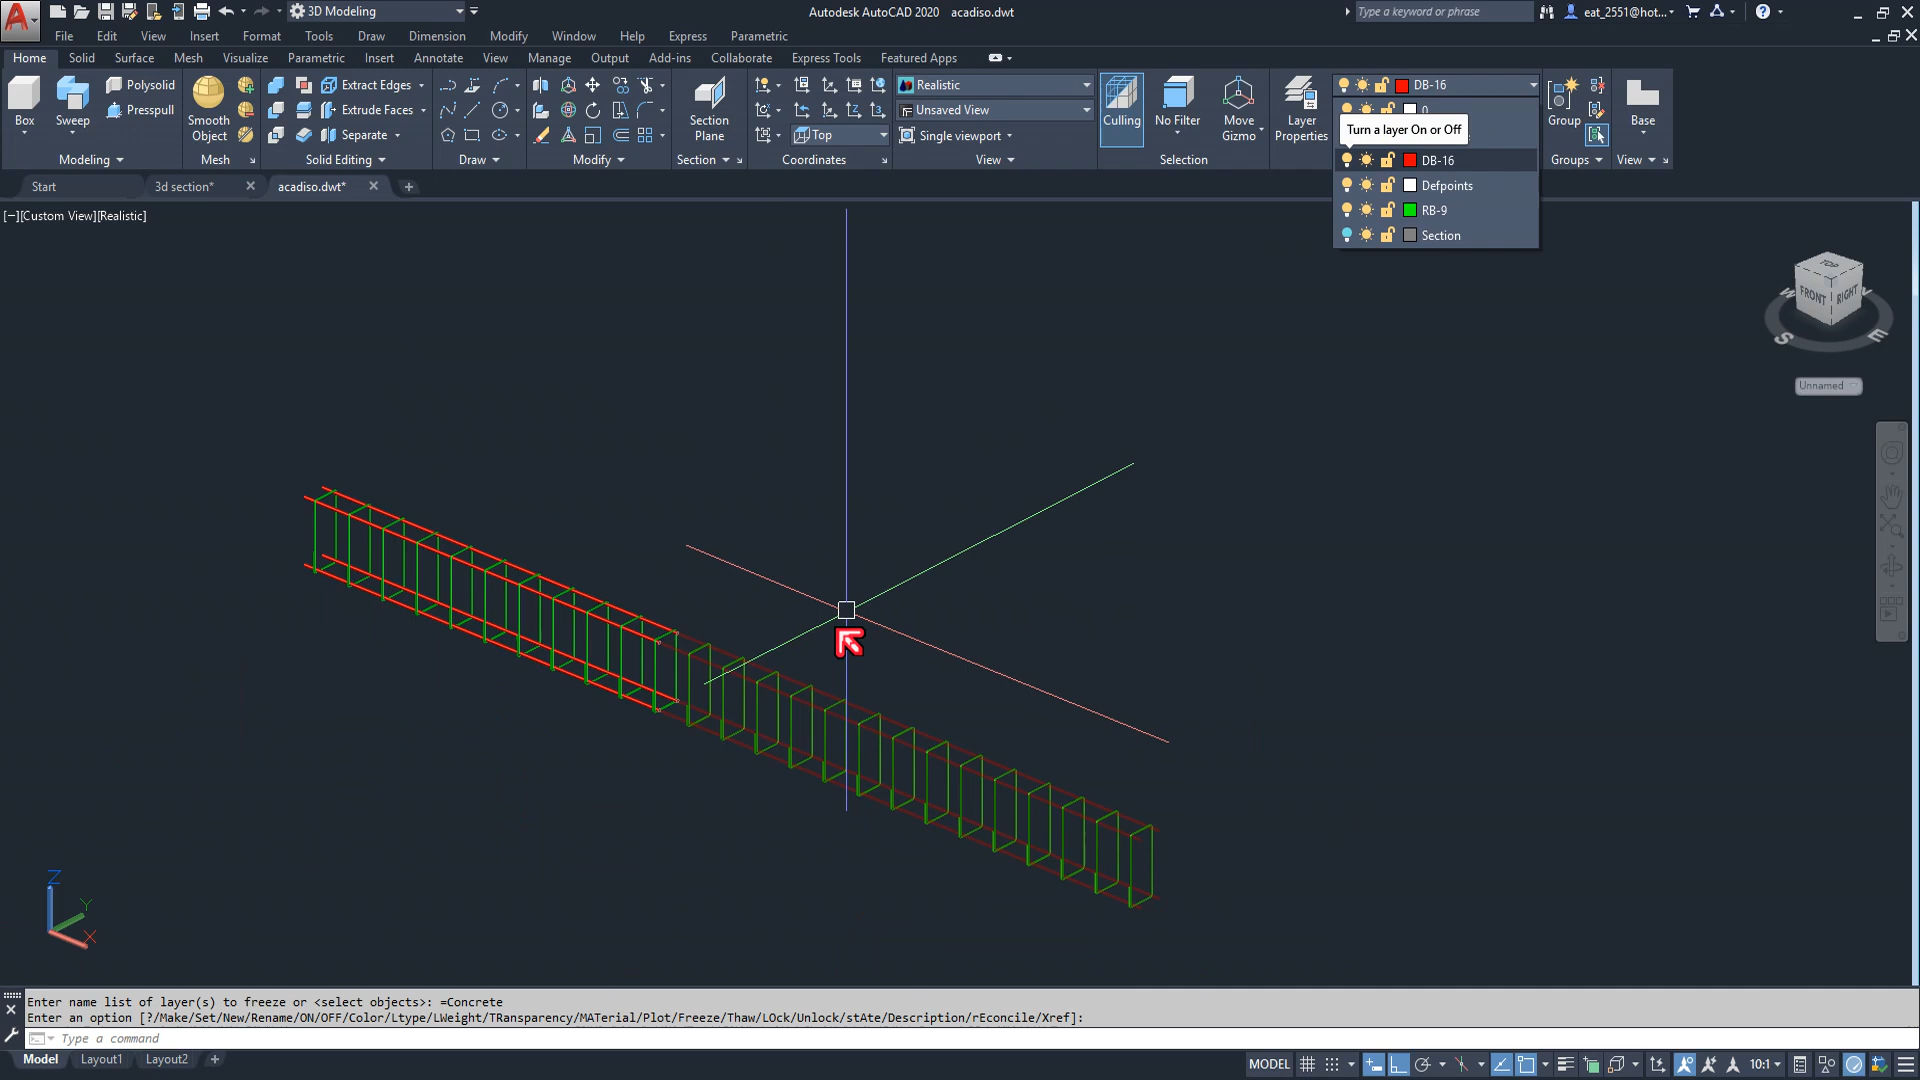 3D Modeling
Autodesk AutoCAD 2020 acadiso.dwt
Type a keyword or phrase
eat_2551@hot...
File Edit View Insert Format Tools Draw Dimension Modify Window Help Express Parametric
Home Solid Surface Mesh Visualize Parametric Insert Annotate View Manage Output Add-ins Collaborate Express Tools Featured Apps
Box
Sweep
Polysolid
Presspull
Modeling
Smooth
Object
Mesh
Extract Edges
Extrude Faces
Separate
Solid Editing
Draw
Modify
Section
Plane
Section
Top
Coordinates
Realistic
Unsaved View
Single viewport
View
Culling
No Filter
Move
Gizmo
Selection
Layer
Properties
DB-16
0
Turn a layer On or Off
DB-16
Defpoints
RB-9
Section
Group
Groups
Base
View
Start
3d section*
acadiso.dwt*
[−][Custom View][Realistic]
TOP
FRONT
RIGHT
W
S
E
Unnamed
Z
Y
X
Enter name list of layer(s) to freeze or <select objects>: =Concrete
Enter an option [?/Make/Set/New/Rename/ON/OFF/Color/Ltype/LWeight/TRansparency/MATerial/Plot/Freeze/Thaw/LOck/Unlock/stAte/Description/rEconcile/Xref]:
Type a command
Model Layout1 Layout2
MODEL
10:1